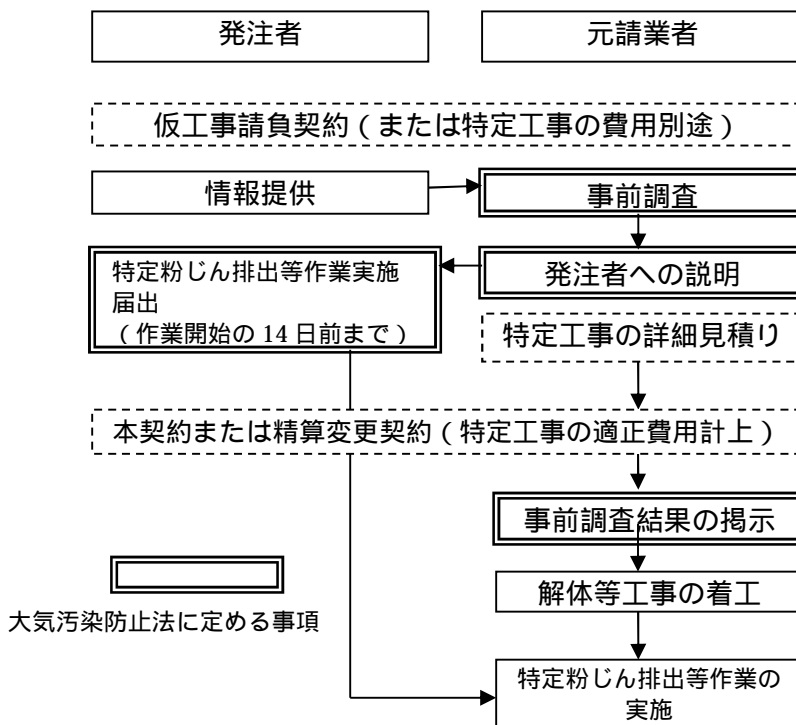 発注者
元請業者
仮工事請負契約（または特定工事の費用別途）
情報提供
事前調査
特定粉じん排出等作業実施
届出
（作業開始の 14 日前まで）
発注者への説明
特定工事の詳細見積り
本契約または精算変更契約（特定工事の適正費用計上）
事前調査結果の掲示
解体等工事の着工
大気汚染防止法に定める事項
特定粉じん排出等作業の
実施